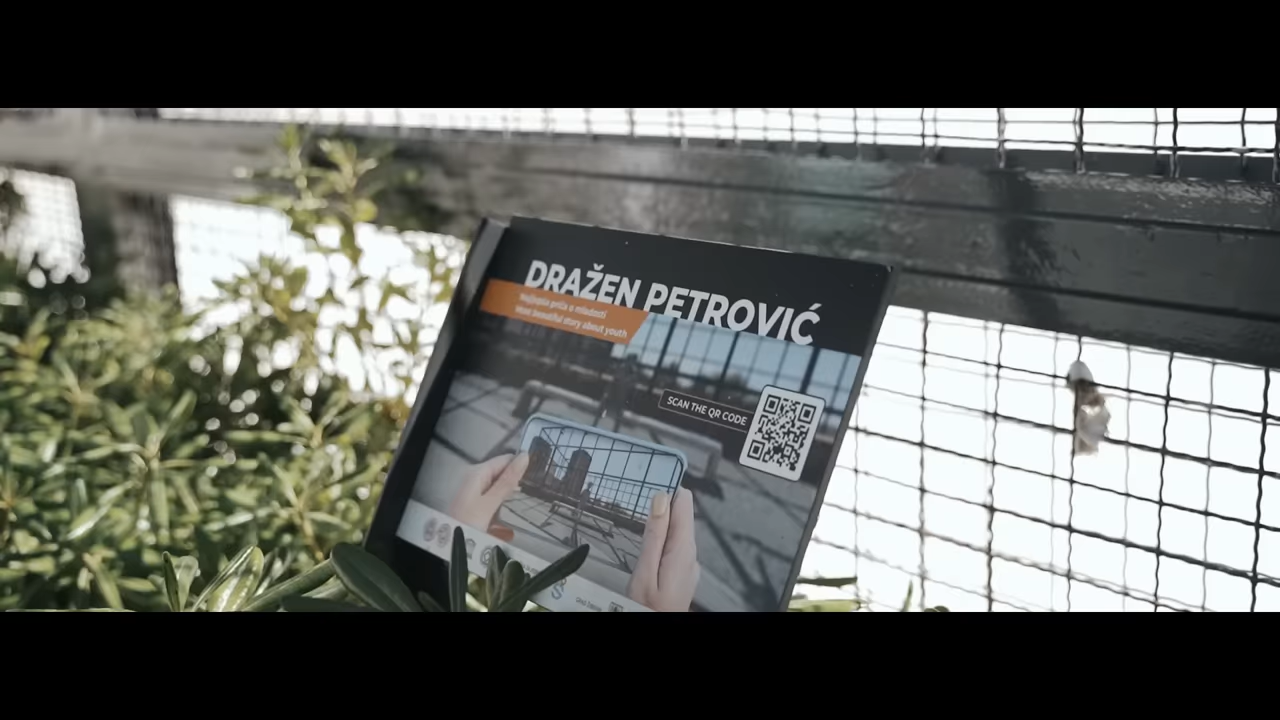 DRAŽEN PETROVIĆ
Najljepša priča o mladosti
Most beautiful story about youth
SCAN THE QR CODE